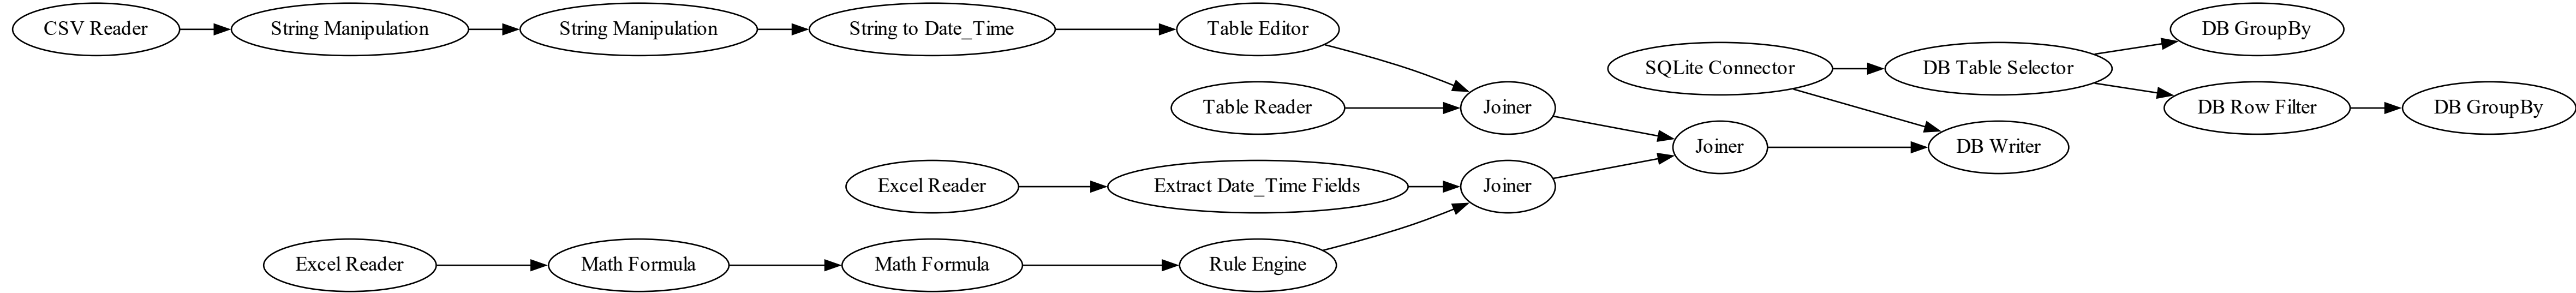 CSV Reader
String Manipulation
String Manipulation
String to Date_Time
Table Editor
DB GroupBy
SQLite Connector
DB Table Selector
Table Reader
Joiner
DB Row Filter
DB GroupBy
Joiner
DB Writer
Excel Reader
Extract Date_Time Fields
Joiner
Excel Reader
Math Formula
Math Formula
Rule Engine